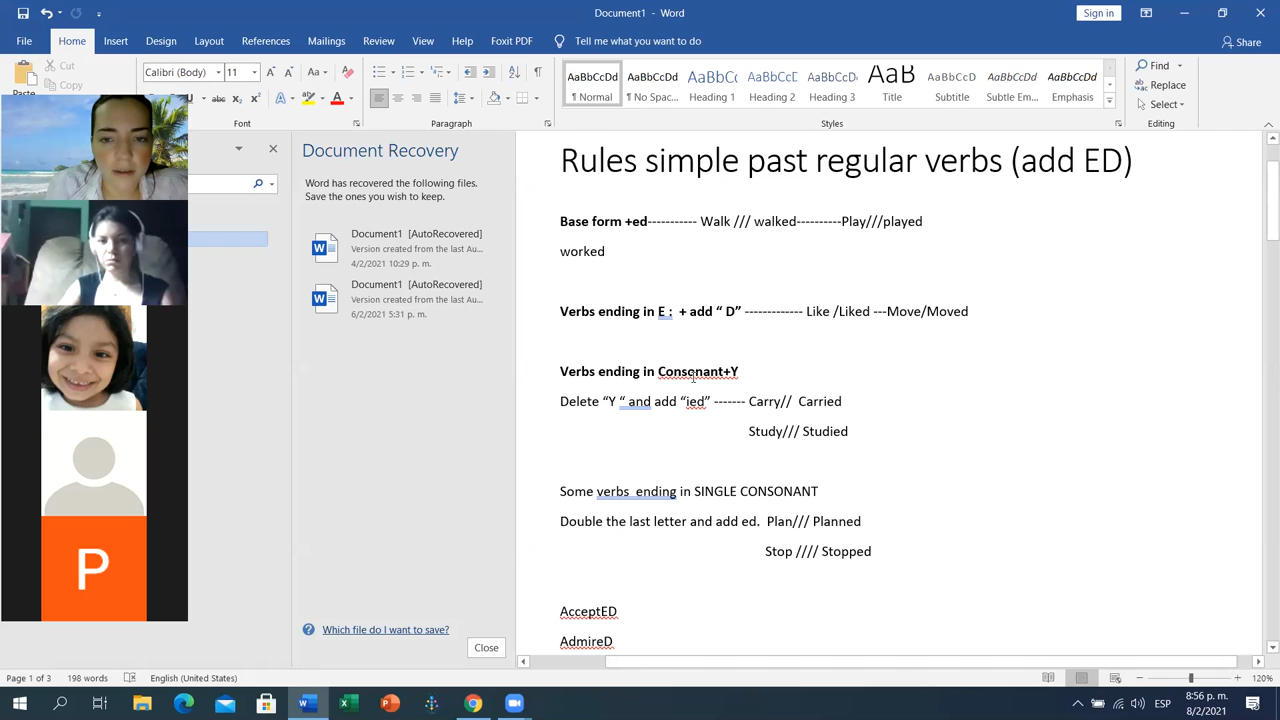 Document1 - Word
Sign in
File Home Insert Design Layout References Mailings Review View Help Foxit PDF Tell me what you want to do Share
Cut
Copy
Paste
Calibri (Body) 11
Aa
abc x₂ x²
Font
Paragraph
AaBbCcDd AaBbCcDd AaBbC AaBbCcD AaBbCcD AaB AaBbCcD AaBbCcDd AaBbCcDd
¶ Normal ¶ No Spac... Heading 1 Heading 2 Heading 3 Title Subtitle Subtle Em... Emphasis
Styles
Find
Replace
Select
Editing
Document Recovery
Word has recovered the following files.
Save the ones you wish to keep.
Document1 [AutoRecovered]
Version created from the last Au...
4/2/2021 10:29 p. m.
Document1 [AutoRecovered]
Version created from the last Au...
6/2/2021 5:31 p. m.
Which file do I want to save?
Close
P
Rules simple past regular verbs (add ED)
Base form +ed----------- Walk /// walked----------Play///played
worked
Verbs ending in E : + add “ D” ------------- Like /Liked ---Move/Moved
Verbs ending in Consonant+Y
Delete “Y “ and add “ied” ------- Carry// Carried
Study/// Studied
Some verbs ending in SINGLE CONSONANT
Double the last letter and add ed. Plan/// Planned
Stop //// Stopped
AcceptED
AdmireD
Page 1 of 3 198 words English (United States) 120%
ESP
8:56 p. m.
8/2/2021